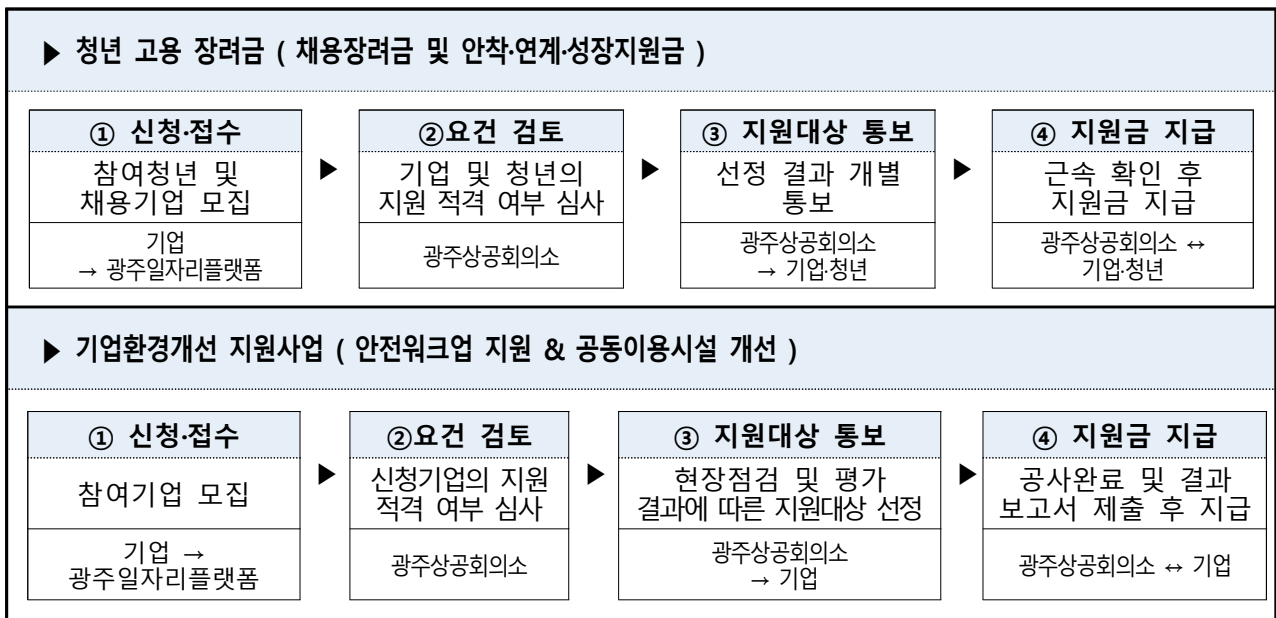 ▶ 청년 고용 장려금 ( 채용장려금 및 안착·연계·성장지원금 )
① 신청·접수
참여청년 및
채용기업 모집
기업
→ 광주일자리플랫폼
▶
②요건 검토
기업 및 청년의
지원 적격 여부 심사
광주상공회의소
▶
③ 지원대상 통보
선정 결과 개별
통보
광주상공회의소
→ 기업·청년
▶
④ 지원금 지급
근속 확인 후
지원금 지급
광주상공회의소 ↔
기업·청년
▶ 기업환경개선 지원사업 ( 안전워크업 지원 & 공동이용시설 개선 )
① 신청·접수
참여기업 모집
기업 →
광주일자리플랫폼
▶
②요건 검토
신청기업의 지원
적격 여부 심사
광주상공회의소
▶
③ 지원대상 통보
현장점검 및 평가
결과에 따른 지원대상 선정
광주상공회의소
→ 기업
▶
④ 지원금 지급
공사완료 및 결과
보고서 제출 후 지급
광주상공회의소 ↔ 기업